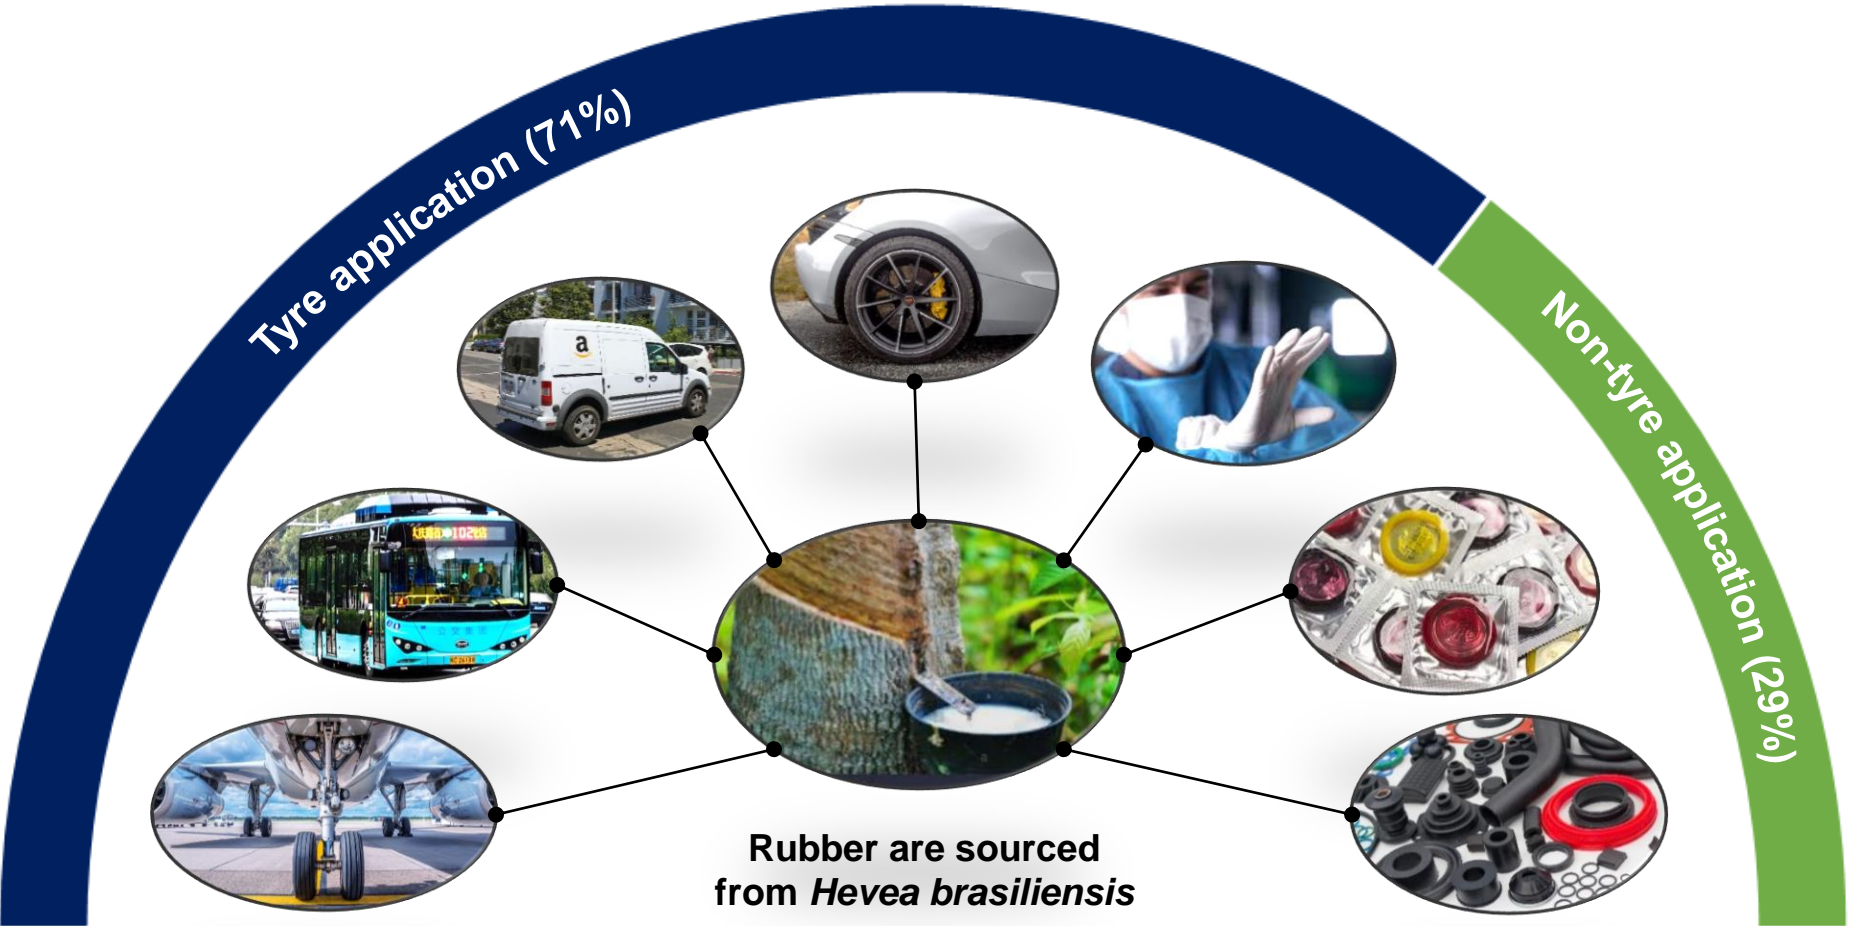 Tyre application (71%)
Non-tyre application (29%)
a
Rubber are sourced
from Hevea brasiliensis